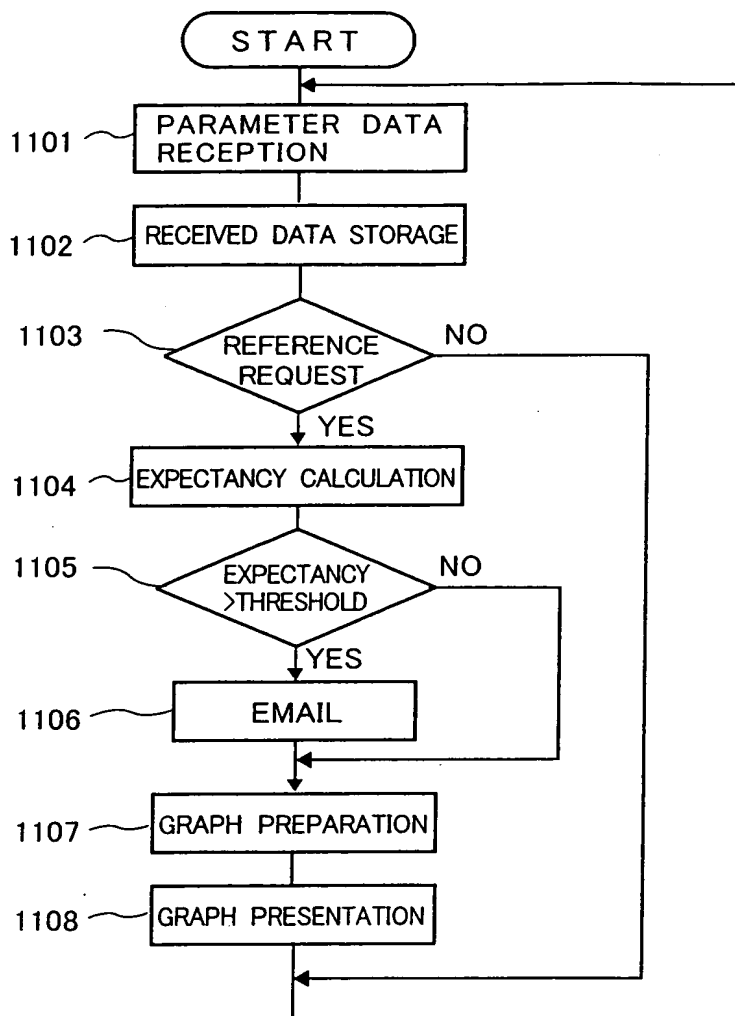 START
1101
PARAMETER DATA
RECEPTION
1102
RECEIVED DATA STORAGE
1103
REFERENCE
REQUEST
NO
YES
1104
EXPECTANCY CALCULATION
1105
EXPECTANCY
>THRESHOLD
NO
YES
1106
EMAIL
1107
GRAPH PREPARATION
1108
GRAPH PRESENTATION